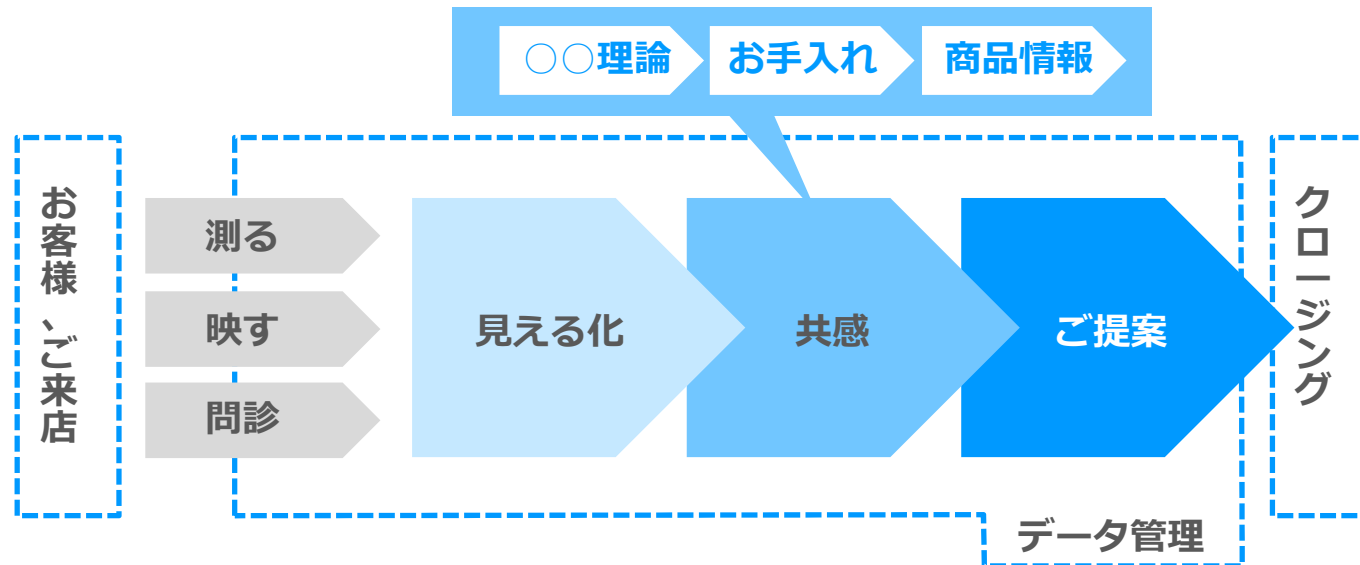 ○○理論
お手入れ
商品情報
お客様、ご来店
測る
映す
問診
見える化
共感
ご提案
クロージング
データ管理